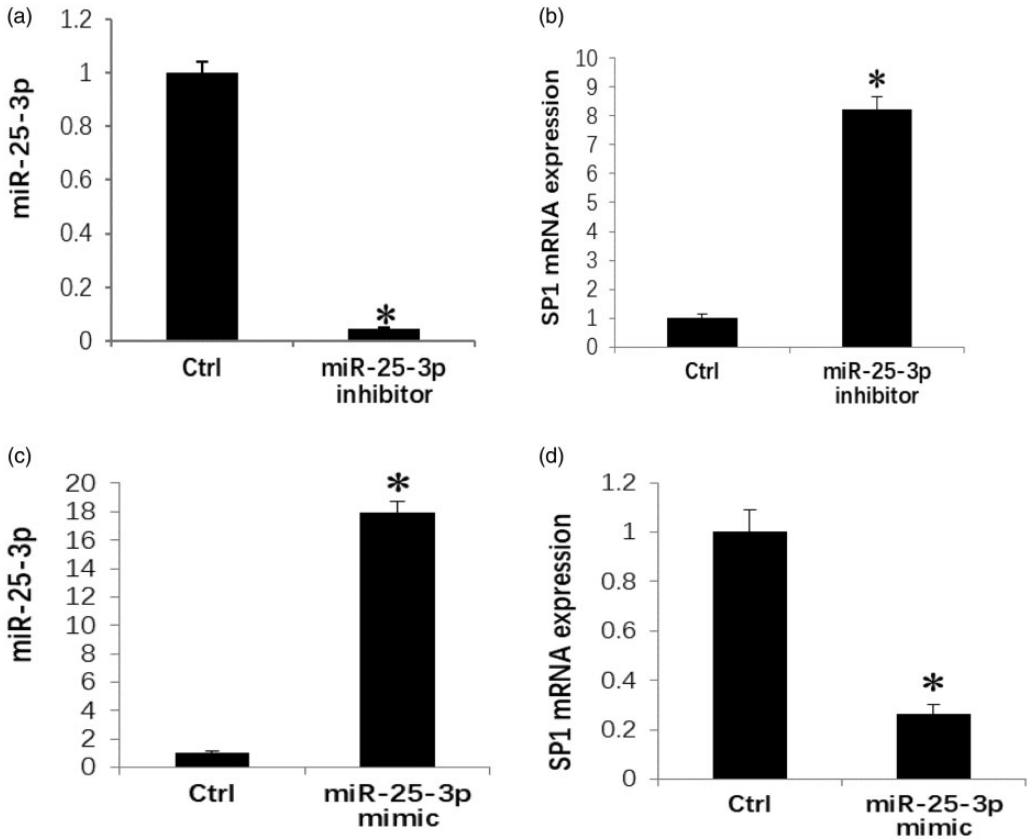 (a)
miR-25-3p
1.2
1
0.8
0.6
0.4
0.2
0
*
Ctrl
miR-25-3p
inhibitor
(b)
SP1 mRNA expression
10
9
8
7
6
5
4
3
2
1
0
*
Ctrl
miR-25-3p
inhibitor
(c)
miR-25-3p
20
18
16
14
12
10
8
6
4
2
0
*
Ctrl
miR-25-3p
mimic
(d)
SP1 mRNA expression
1.2
1
0.8
0.6
0.4
0.2
0
*
Ctrl
miR-25-3p
mimic